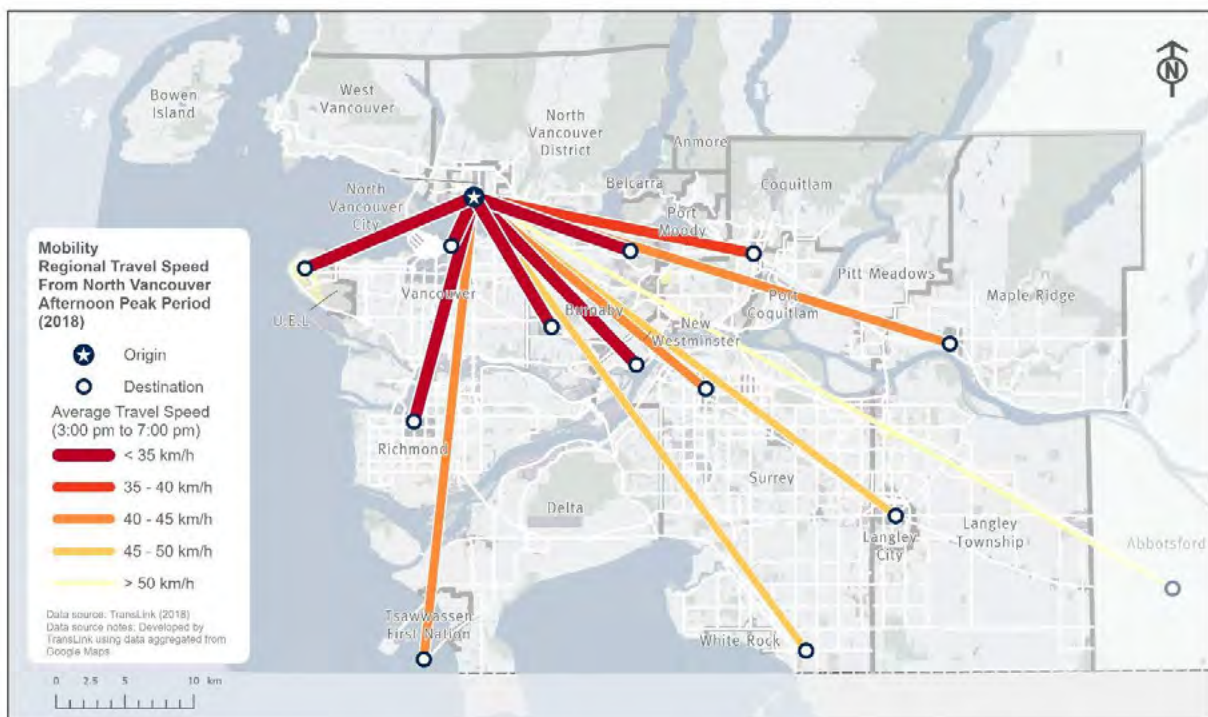 Bowen
Island
West
Vancouver
North
Vancouver
District
Anmore
Belcarra
Coquitlam
North
Vancouver
City
Port
Moody
Pitt Meadows
Maple Ridge
Vancouver
U.E.L.
Burnaby
Port
Coquitlam
New
Westminster
Richmond
Surrey
Delta
Langley
City
Langley
Township
Abbotsford
Tsawwassen
First Nation
White Rock
N
Mobility
Regional Travel Speed
From North Vancouver
Afternoon Peak Period
(2018)
Origin
Destination
Average Travel Speed
(3:00 pm to 7:00 pm)
< 35 km/h
35 - 40 km/h
40 - 45 km/h
45 - 50 km/h
> 50 km/h
Data source: TransLink (2018)
Data source notes: Developed by
TransLink using data aggregated from
Google Maps
0 2.5 5 10 km